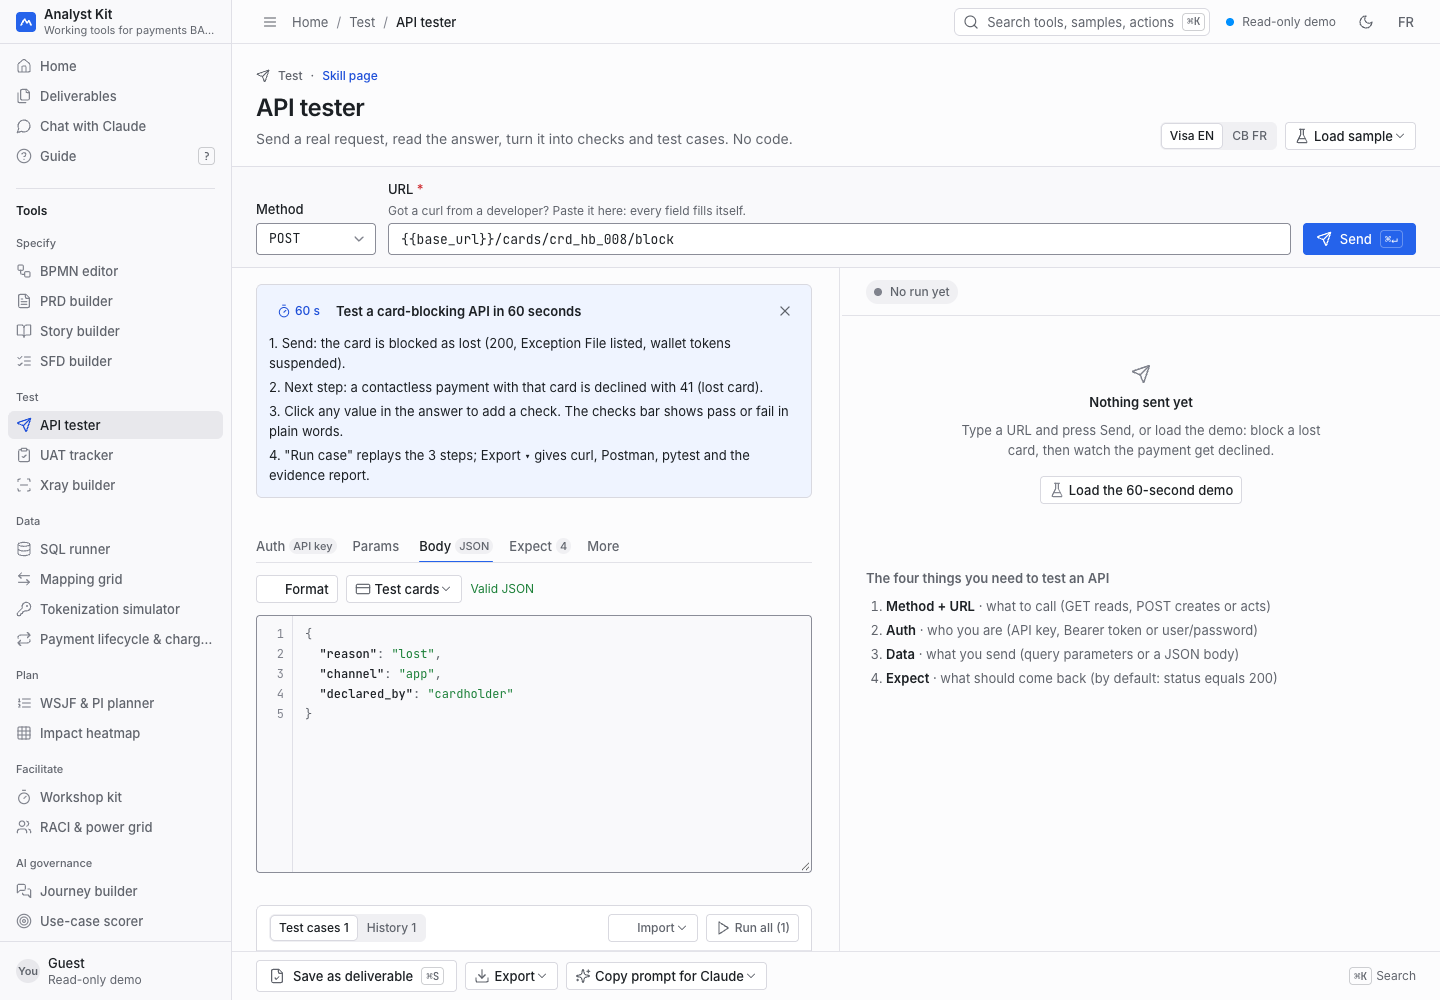 Analyst Kit
Working tools for payments BA...
Home / Test / API tester
Search tools, samples, actions ⌘K
Read-only demo
FR
Home
Deliverables
Chat with Claude
Guide ?
Tools
Specify
BPMN editor
PRD builder
Story builder
SFD builder
Test
API tester
UAT tracker
Xray builder
Data
SQL runner
Mapping grid
Tokenization simulator
Payment lifecycle & charg...
Plan
WSJF & PI planner
Impact heatmap
Facilitate
Workshop kit
RACI & power grid
AI governance
Journey builder
Use-case scorer
You
Guest
Read-only demo
Test · Skill page
API tester
Send a real request, read the answer, turn it into checks and test cases. No code.
Visa EN CB FR
Load sample
Method
POST
URL *
Got a curl from a developer? Paste it here: every field fills itself.
{{base_url}}/cards/crd_hb_008/block
Send ⌘↵
60 s Test a card-blocking API in 60 seconds
1. Send: the card is blocked as lost (200, Exception File listed, wallet tokens
suspended).
2. Next step: a contactless payment with that card is declined with 41 (lost card).
3. Click any value in the answer to add a check. The checks bar shows pass or fail in
plain words.
4. "Run case" replays the 3 steps; Export ▾ gives curl, Postman, pytest and the
evidence report.
Auth API key Params Body JSON Expect 4 More
Format Test cards Valid JSON
1 {
2 "reason": "lost",
3 "channel": "app",
4 "declared_by": "cardholder"
5 }
Test cases 1 History 1 Import Run all (1)
No run yet
Nothing sent yet
Type a URL and press Send, or load the demo: block a lost
card, then watch the payment get declined.
Load the 60-second demo
The four things you need to test an API
1. Method + URL · what to call (GET reads, POST creates or acts)
2. Auth · who you are (API key, Bearer token or user/password)
3. Data · what you send (query parameters or a JSON body)
4. Expect · what should come back (by default: status equals 200)
Save as deliverable ⌘S Export Copy prompt for Claude ⌘K Search